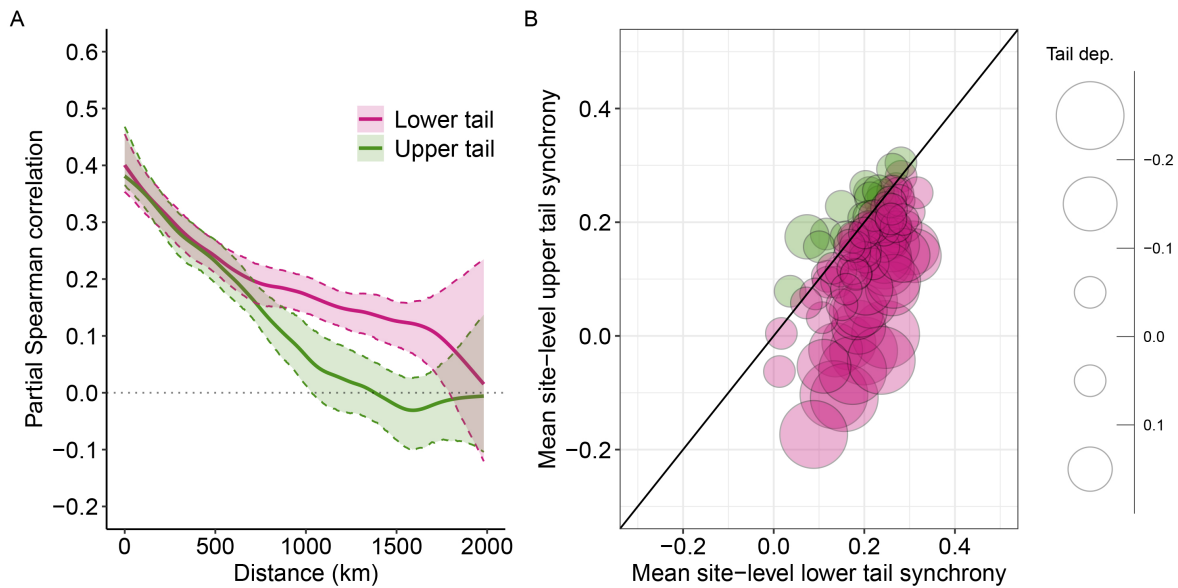 A
0.6
0.5
0.4
0.3
0.2
0.1
0.0
−0.1
−0.2
Partial Spearman correlation
Lower tail
Upper tail
0
500
1000
1500
2000
Distance (km)
B
0.4
0.2
0.0
−0.2
Mean site−level upper tail synchrony
−0.2
0.0
0.2
0.4
Mean site−level lower tail synchrony
Tail dep.
−0.2
−0.1
0.0
0.1